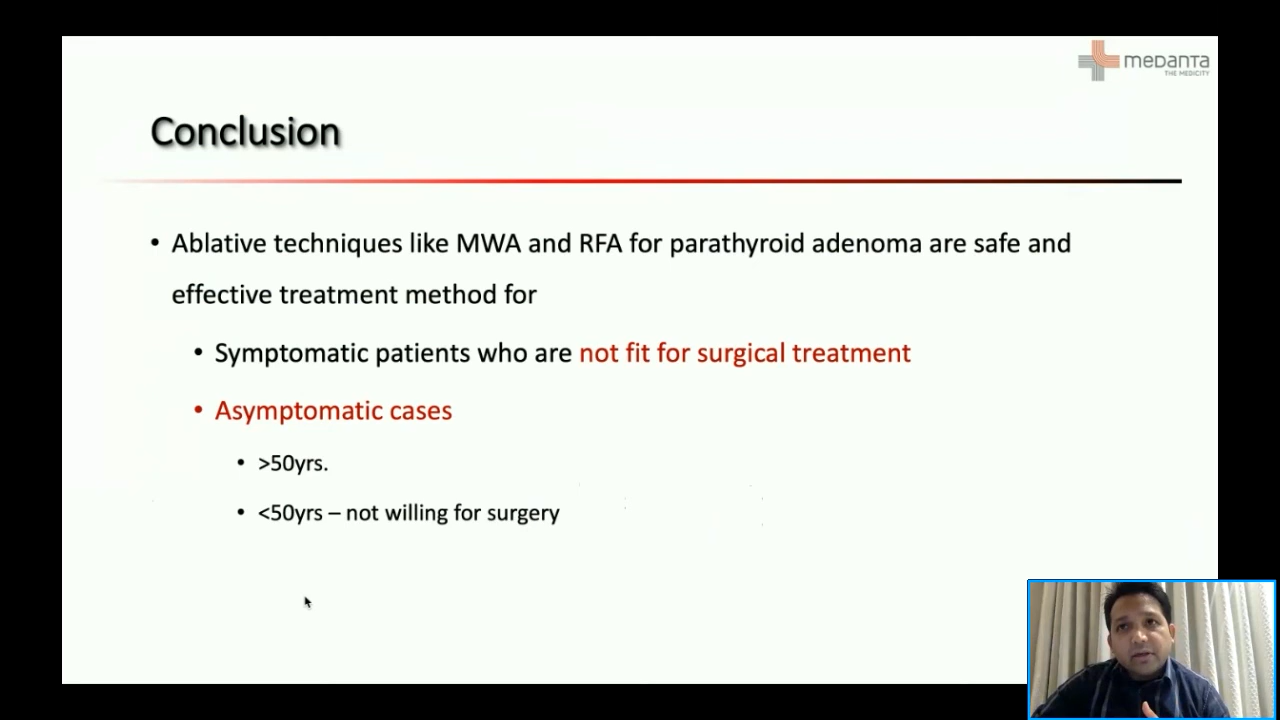 medanta
THE MEDICITY
Conclusion
• Ablative techniques like MWA and RFA for parathyroid adenoma are safe and
effective treatment method for
• Symptomatic patients who are not fit for surgical treatment
• Asymptomatic cases
• >50yrs.
• <50yrs – not willing for surgery